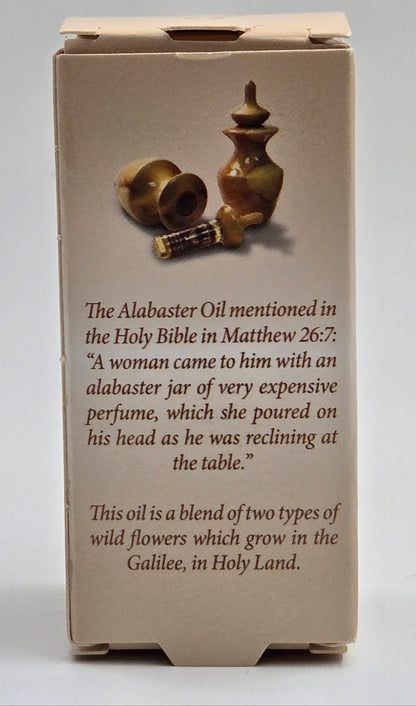 The Alabaster Oil mentioned in
the Holy Bible in Matthew 26:7:
“A woman came to him with an
alabaster jar of very expensive
perfume, which she poured on
his head as he was reclining at
the table.”
This oil is a blend of two types of
wild flowers which grow in the
Galilee, in Holy Land.